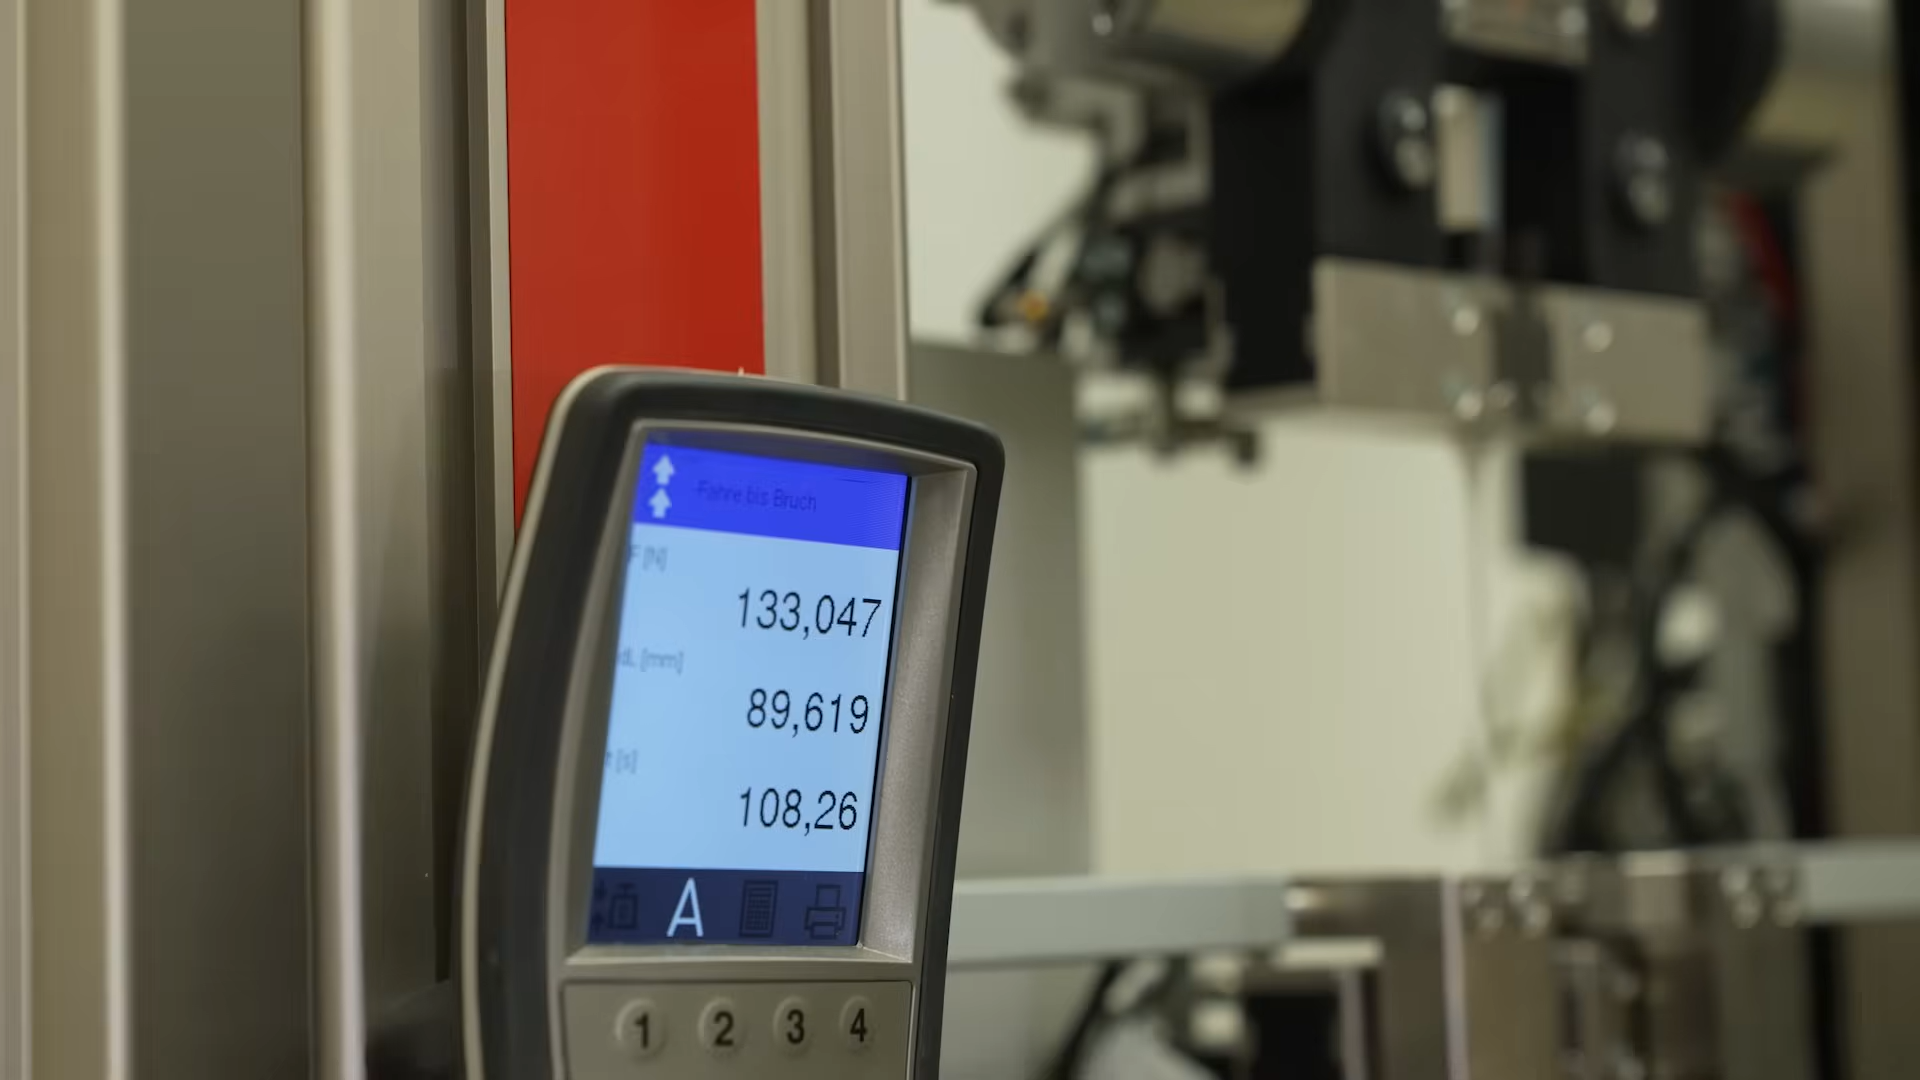 Fahre bis Bruch
F [N]
133,047
dL [mm]
89,619
t [s]
108,26
A
1 2 3 4